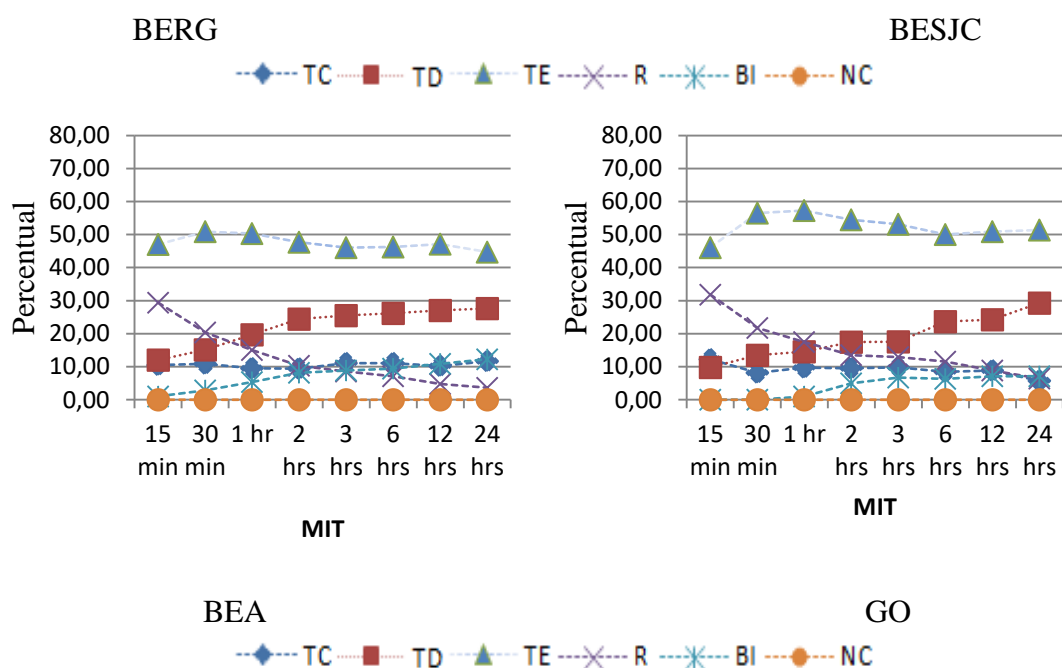 BERG BESJC
TC TD TE R BI NC
Percentual
80,00
70,00
60,00
50,00
40,00
30,00
20,00
10,00
0,00
15 30 1 hr 2 3 6 12 24
min min hrs hrs hrs hrs hrs
MIT
Percentual
80,00
70,00
60,00
50,00
40,00
30,00
20,00
10,00
0,00
15 30 1 hr 2 3 6 12 24
min min hrs hrs hrs hrs hrs
MIT
BEA GO
TC TD TE R BI NC